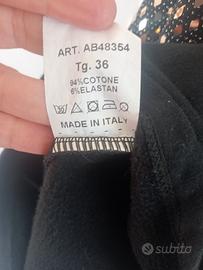 ART. AB48354
Tg. 36
94%COTONE
6%ELASTAN
MADE IN ITALY
subito